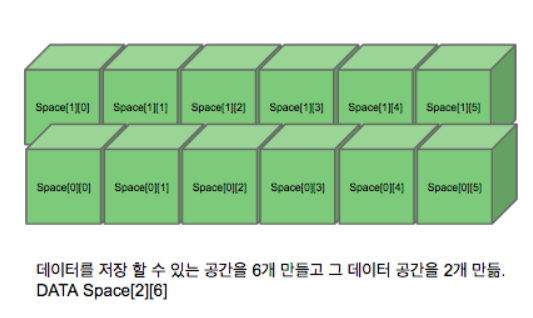 Space[1][0] Space[1][1] Space[1][2] Space[1][3] Space[1][4] Space[1][5]
Space[0][0] Space[0][1] Space[0][2] Space[0][3] Space[0][4] Space[0][5]
데이터를 저장 할 수 있는 공간을 6개 만들고 그 데이터 공간을 2개 만듦.
DATA Space[2][6]